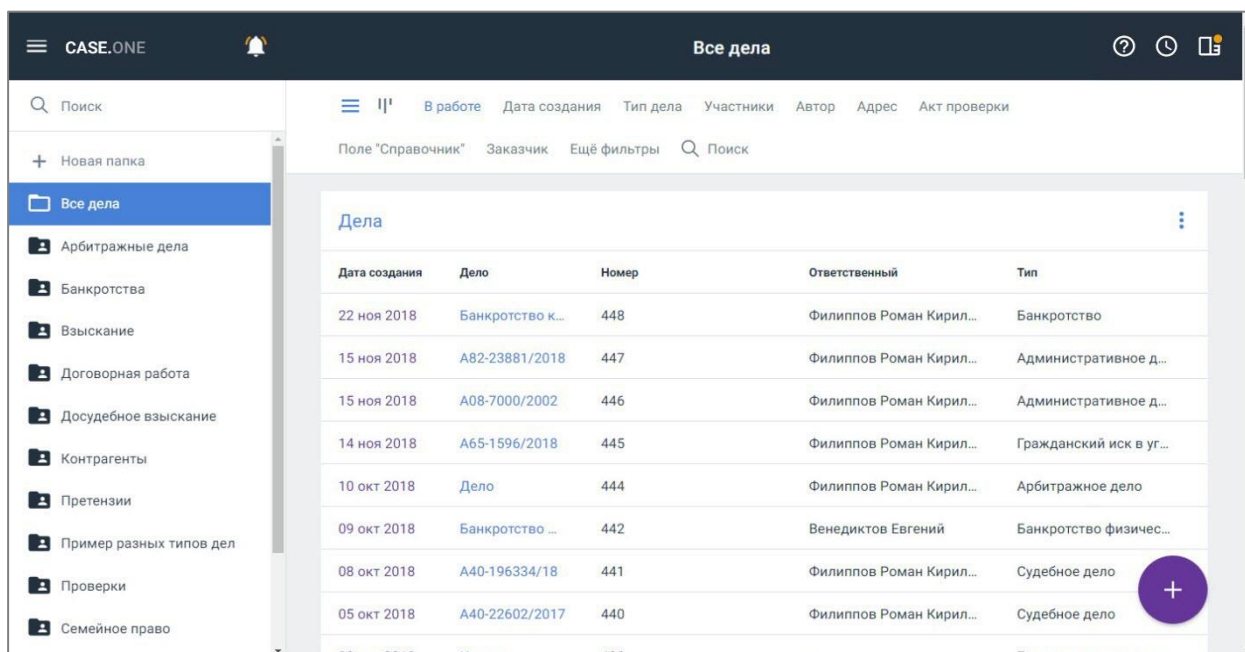 CASE.ONE
Все дела
Поиск
Новая папка
Все дела
Арбитражные дела
Банкротства
Взыскание
Договорная работа
Досудебное взыскание
Контрагенты
Претензии
Пример разных типов дел
Проверки
Семейное право
В работе Дата создания Тип дела Участники Автор Адрес Акт проверки
Поле "Справочник" Заказчик Ещё фильтры Поиск
Дела
Дата создания Дело Номер Ответственный Тип
22 ноя 2018 Банкротство к... 448 Филиппов Роман Кирил... Банкротство
15 ноя 2018 А82-23881/2018 447 Филиппов Роман Кирил... Административное д...
15 ноя 2018 А08-7000/2002 446 Филиппов Роман Кирил... Административное д...
14 ноя 2018 А65-1596/2018 445 Филиппов Роман Кирил... Гражданский иск в уг...
10 окт 2018 Дело 444 Филиппов Роман Кирил... Арбитражное дело
09 окт 2018 Банкротство ... 442 Венедиктов Евгений Банкротство физичес...
08 окт 2018 А40-196334/18 441 Филиппов Роман Кирил... Судебное дело
05 окт 2018 А40-22602/2017 440 Филиппов Роман Кирил... Судебное дело